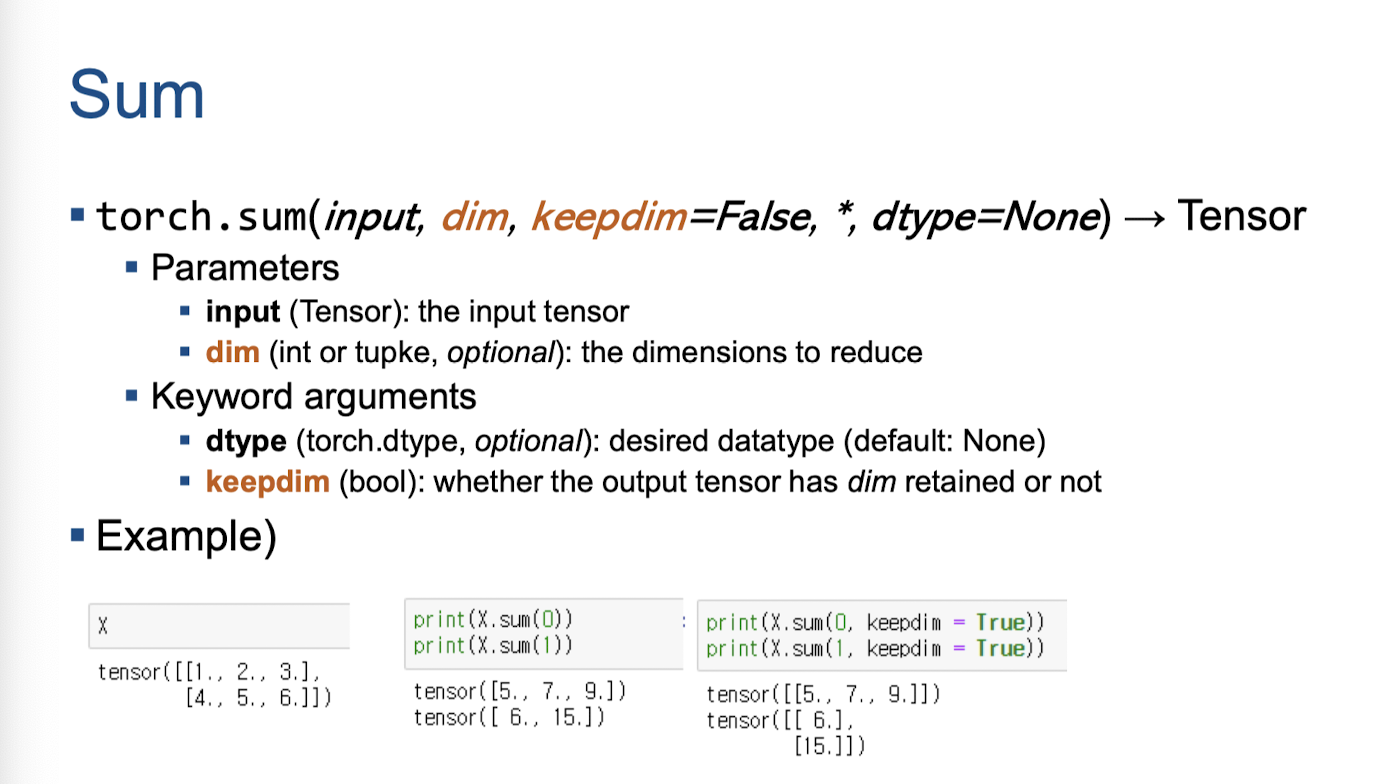 Sum
torch.sum(input, dim, keepdim=False, *, dtype=None) → Tensor
Parameters
input (Tensor): the input tensor
dim (int or tupke, optional): the dimensions to reduce
Keyword arguments
dtype (torch.dtype, optional): desired datatype (default: None)
keepdim (bool): whether the output tensor has dim retained or not
Example)
X
tensor([[1., 2., 3.],
[4., 5., 6.]])
print(X.sum(0))
print(X.sum(1))
tensor([5., 7., 9.])
tensor([ 6., 15.])
:
print(X.sum(0, keepdim = True))
print(X.sum(1, keepdim = True))
tensor([[5., 7., 9.]])
tensor([[ 6.],
[15.]])